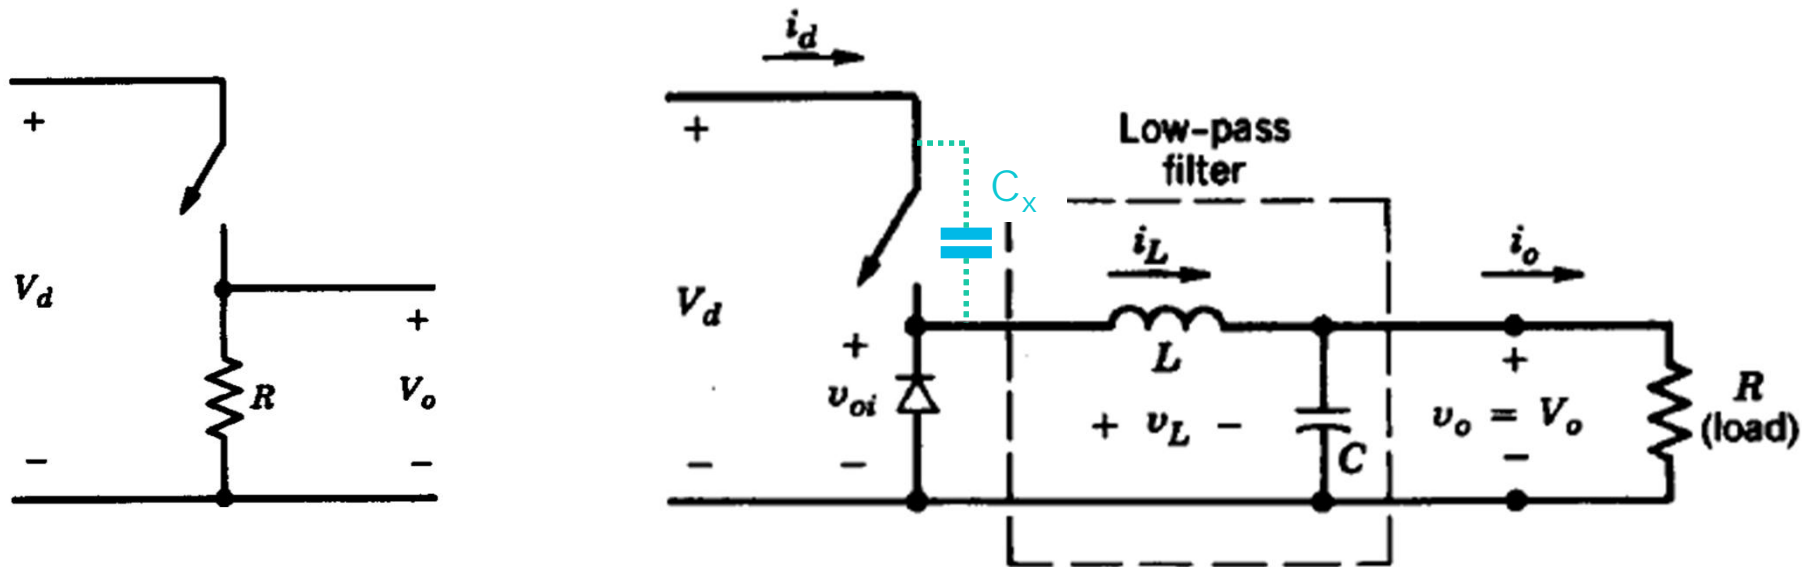 +
V_d
−
R
+
V_o
−
i_d
+
V_d
−
C_x
Low-pass
filter
+
v_oi
−
i_L
L
+ v_L −
C
i_o
+
v_o = V_o
−
R
(load)